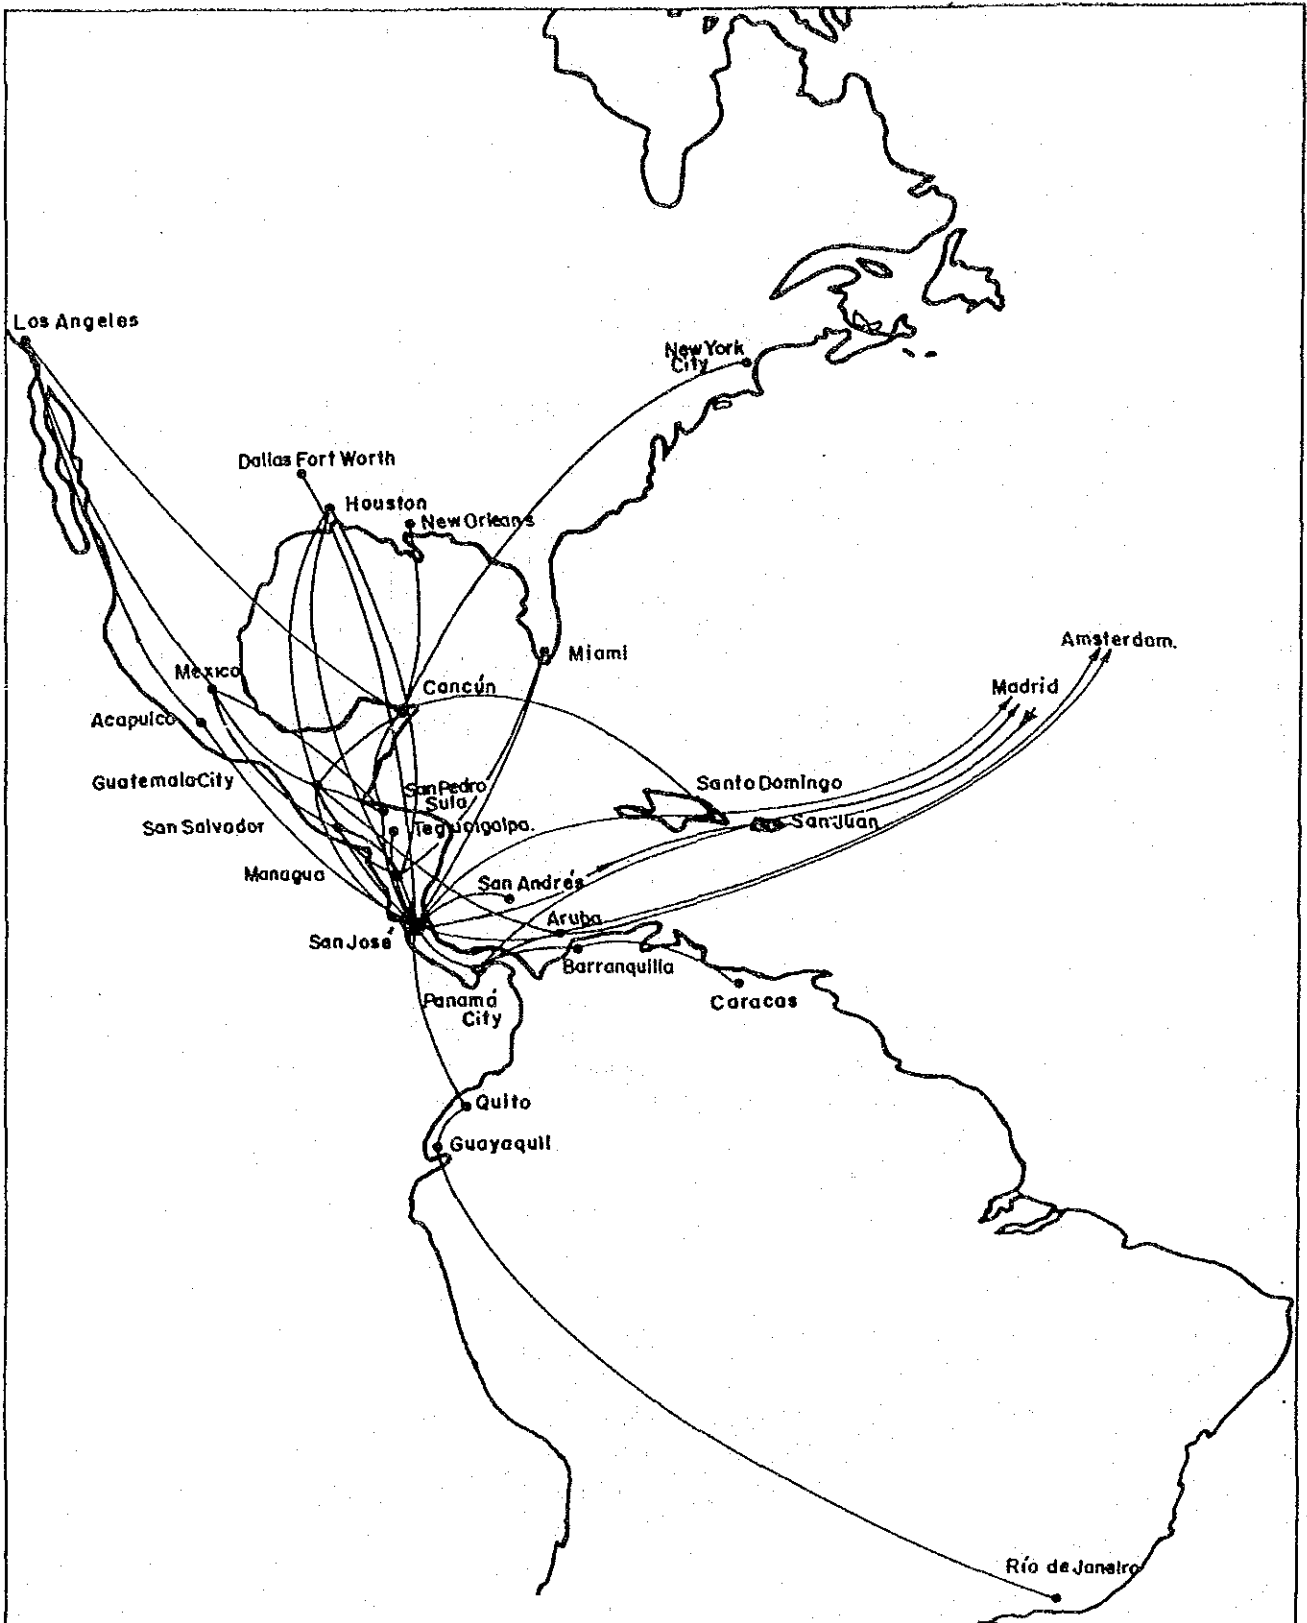 Los Angeles
New York
City
Dallas Fort Worth
Houston
New Orleans
Miami
Amsterdam.
Mexico
Cancún
Madrid
Acapulco
Guatemala City
San Pedro
Sula
Santo Domingo
San Salvador
Tegucigalpa.
San Juan
Managua
San Andrés
Aruba
San José
Barranquilla
Panamá
City
Caracas
Quito
Guayaquil
Río de Janeiro